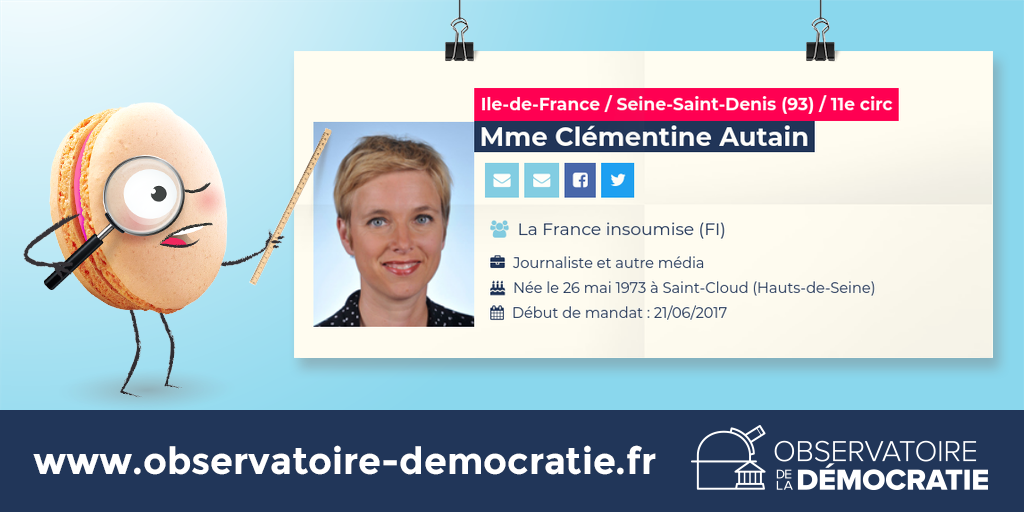 Ile-de-France / Seine-Saint-Denis (93) / 11e circ
Mme Clémentine Autain
La France insoumise (FI)
Journaliste et autre média
Née le 26 mai 1973 à Saint-Cloud (Hauts-de-Seine)
Début de mandat : 21/06/2017
www.observatoire-democratie.fr
OBSERVATOIRE
DE LA DÉMOCRATIE